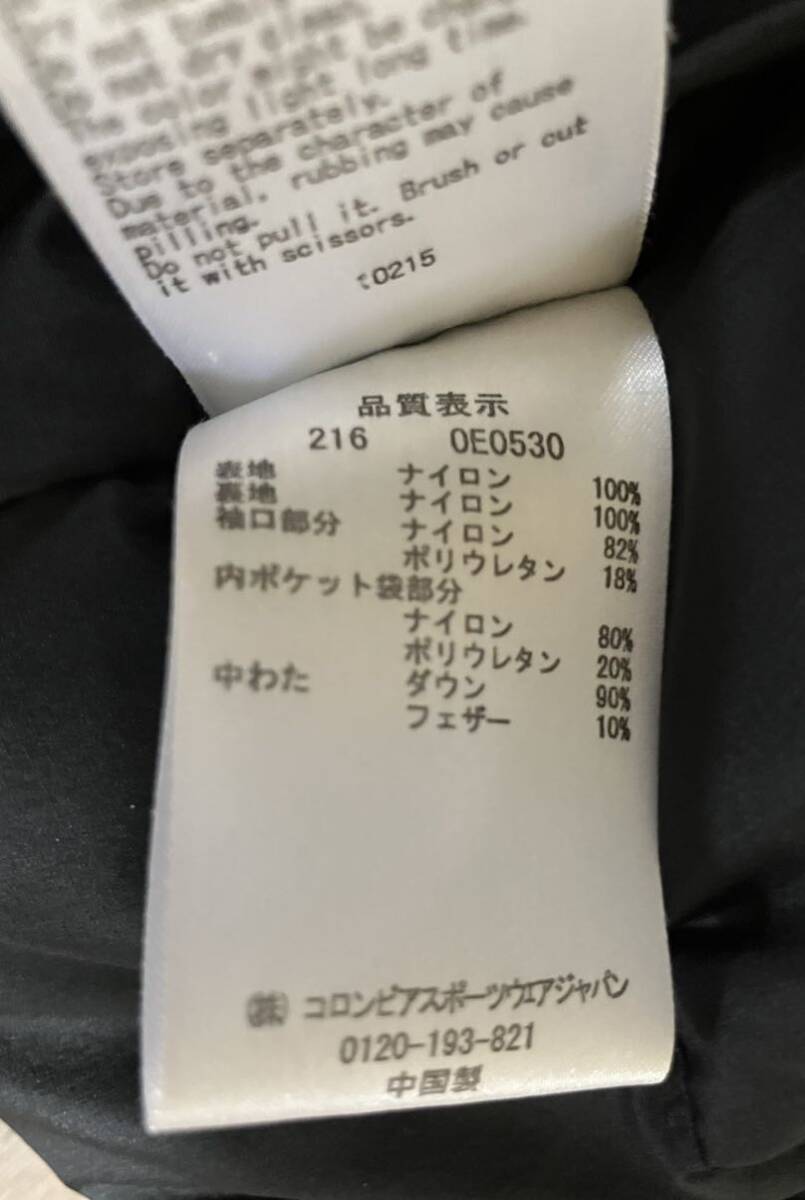 not tumble
not dry clean.
The color might be
exposing light long time.
Store separately.
Due to the character of
material, rubbing may cause
pilling.
Do not pull it. Brush or cut
it with scissors.
t0215
品質表示
216 0E0530
表地 ナイロン 100%
裏地 ナイロン 100%
袖口部分 ナイロン 82%
ポリウレタン 18%
内ポケット袋部分
ナイロン 80%
ポリウレタン 20%
中わた ダウン 90%
フェザー 10%
㈱ コロンビアスポーツウェアジャパン
0120-193-821
中国製